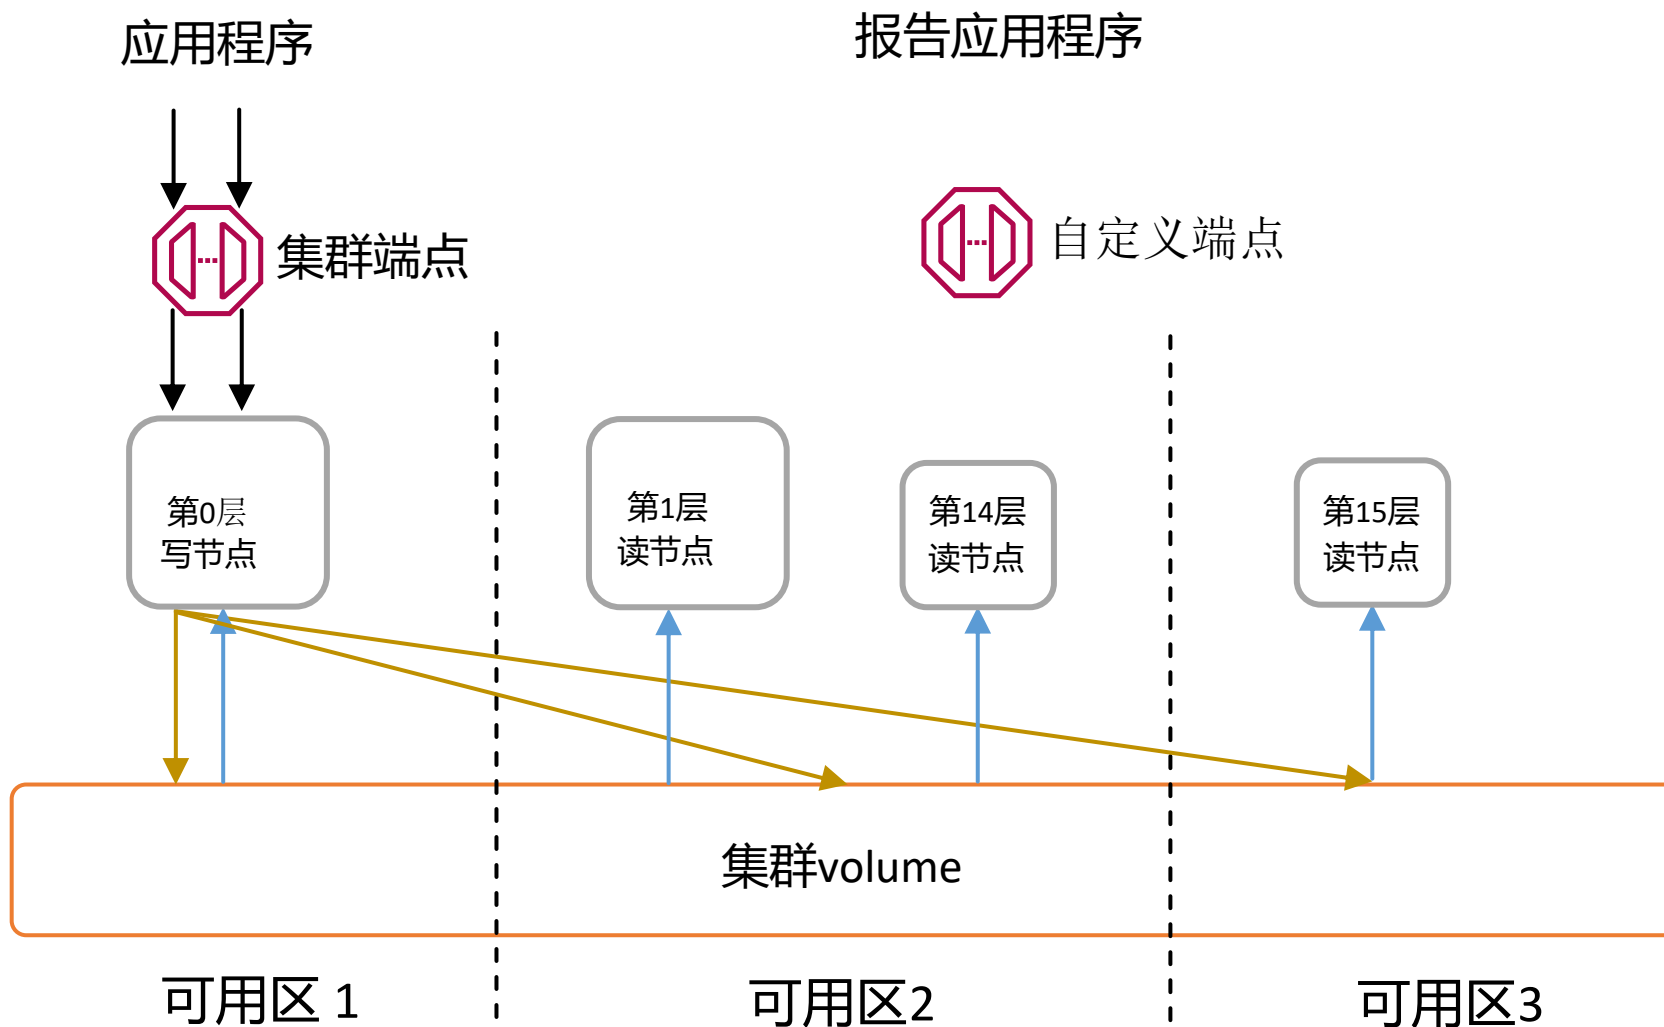 应用程序
报告应用程序
集群端点
自定义端点
第0层
写节点
第1层
读节点
第14层
读节点
第15层
读节点
集群volume
可用区 1
可用区2
可用区3